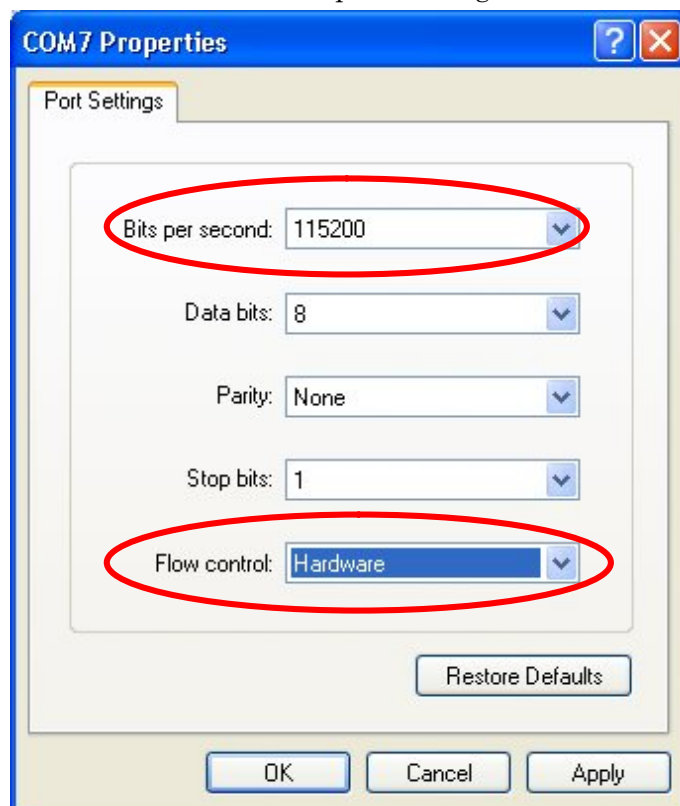 COM7 Properties
Port Settings
Bits per second: 115200
Data bits: 8
Parity: None
Stop bits: 1
Flow control: Hardware
Restore Defaults
OK Cancel Apply